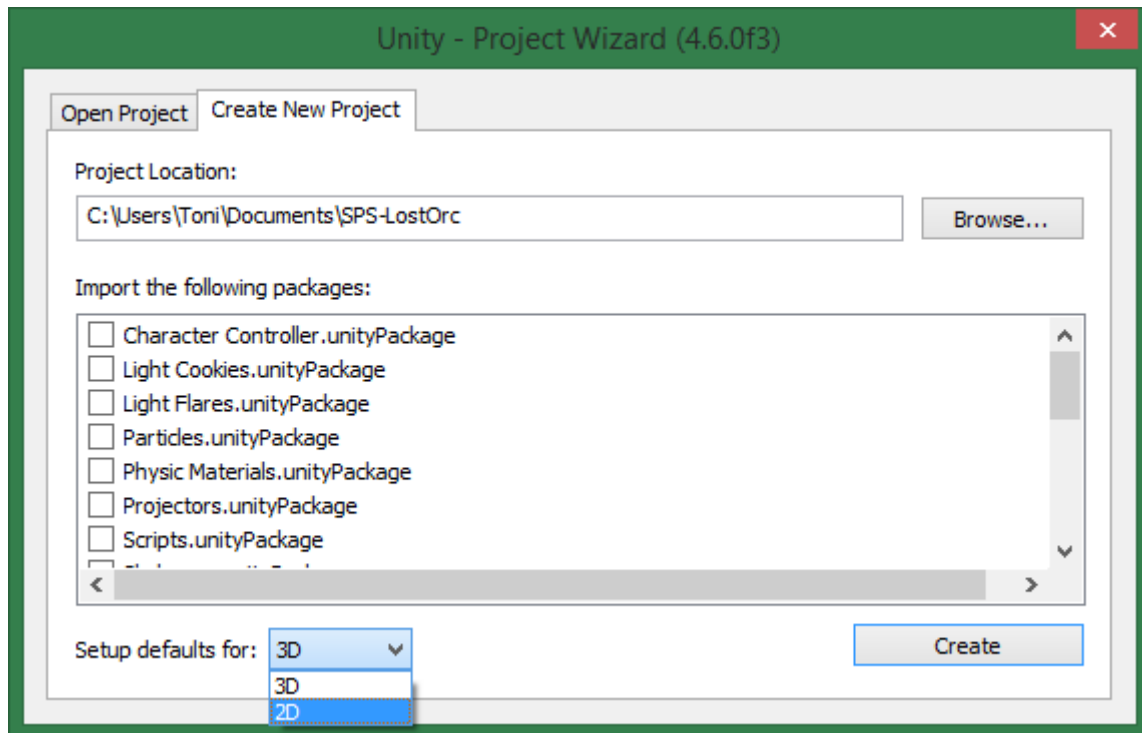 Unity - Project Wizard (4.6.0f3)
Open Project
Create New Project
Project Location:
C:\Users\Toni\Documents\SPS-LostOrc
Browse...
Import the following packages:
Character Controller.unityPackage
Light Cookies.unityPackage
Light Flares.unityPackage
Particles.unityPackage
Physic Materials.unityPackage
Projectors.unityPackage
Scripts.unityPackage
Setup defaults for:
3D
Create
3D
2D